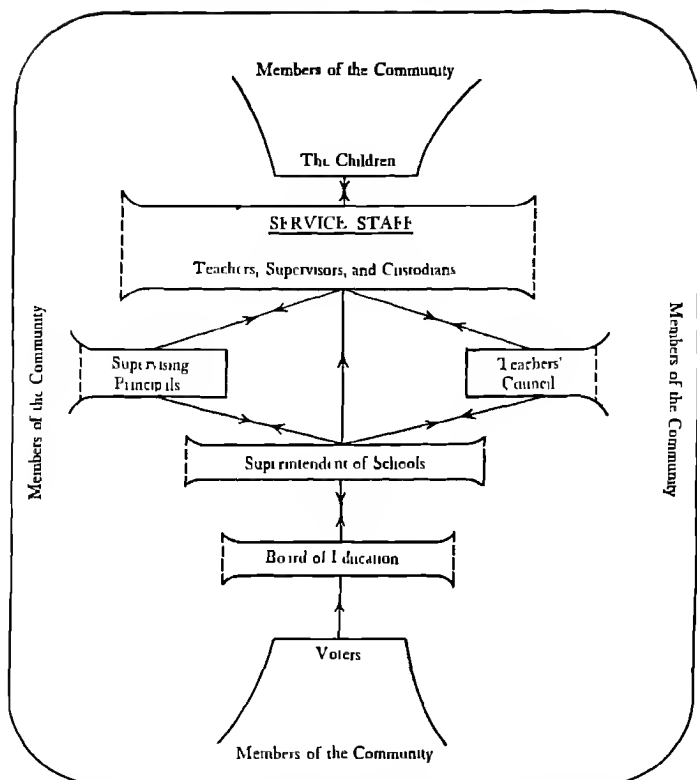 Members of the Community
The Children
SERVICE STAFF
Teachers, Supervisors, and Custodians
Members of the Community
Supervising
Principals
Teachers'
Council
Members of the Community
Superintendent of Schools
Board of Education
Voters
Members of the Community